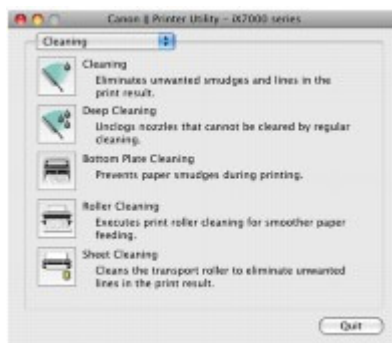 Canon IJ Printer Utility – iX7000 series
Cleaning
Cleaning
Eliminates unwanted smudges and lines in the
print result.
Deep Cleaning
Unclogs nozzles that cannot be cleared by regular
cleaning.
Bottom Plate Cleaning
Prevents paper smudges during printing.
Roller Cleaning
Executes print roller cleaning for smoother paper
feeding.
Sheet Cleaning
Cleans the transport roller to eliminate unwanted
lines in the print result.
Quit